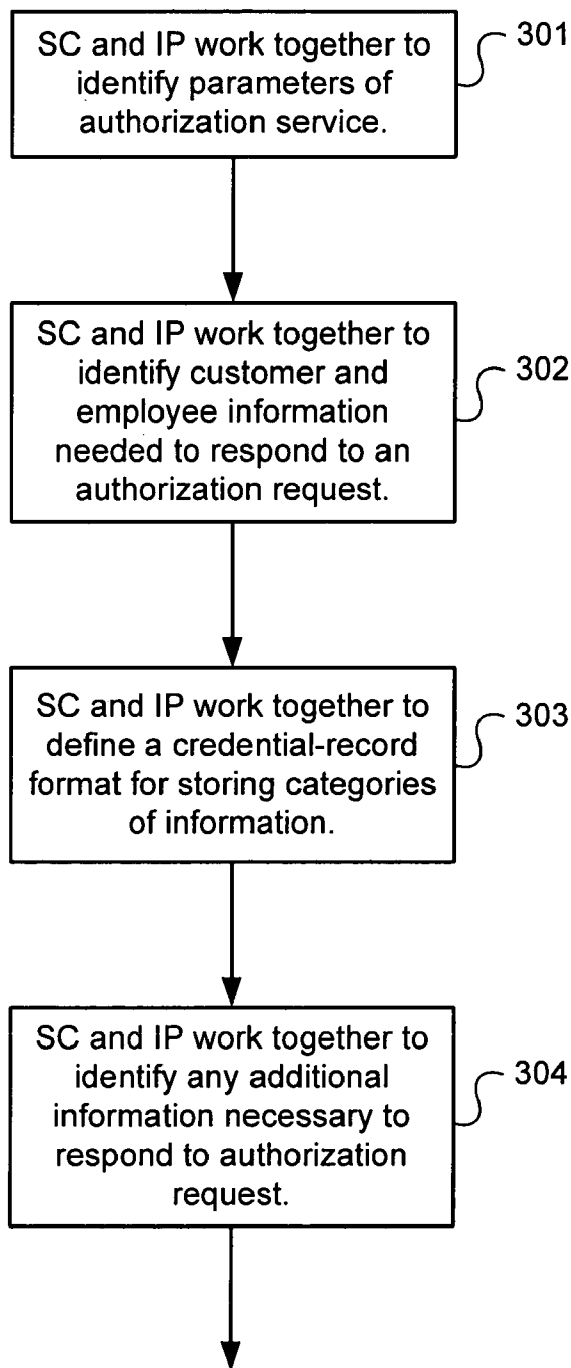 SC and IP work together to
identify parameters of
authorization service.
301
SC and IP work together to
identify customer and
employee information
needed to respond to an
authorization request.
302
SC and IP work together to
define a credential-record
format for storing categories
of information.
303
SC and IP work together to
identify any additional
information necessary to
respond to authorization
request.
304